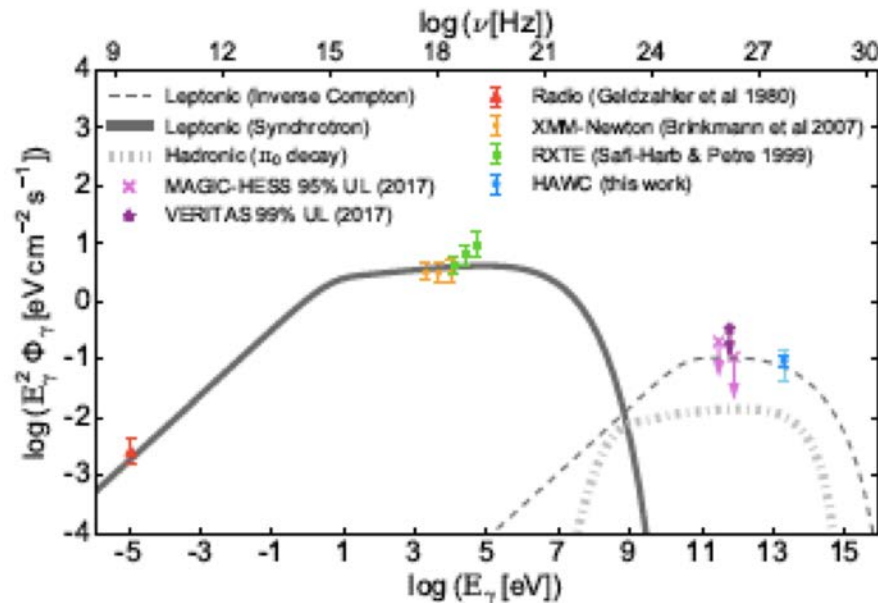 log (ν[Hz])
9 12 15 18 21 24 27 30
4
3
2
1
0
-1
-2
-3
-4
log (E²γ Φγ [eV cm⁻² s⁻¹])
Leptonic (Inverse Compton)
Leptonic (Synchrotron)
Hadronic (π₀ decay)
MAGIC-HESS 95% UL (2017)
VERITAS 99% UL (2017)
Radio (Geldzahler et al 1980)
XMM-Newton (Brinkmann et al 2007)
RXTE (Safi-Harb & Petre 1999)
HAWC (this work)
-5 -3 -1 1 3 5 7 9 11 13 15
log (Eγ [eV])